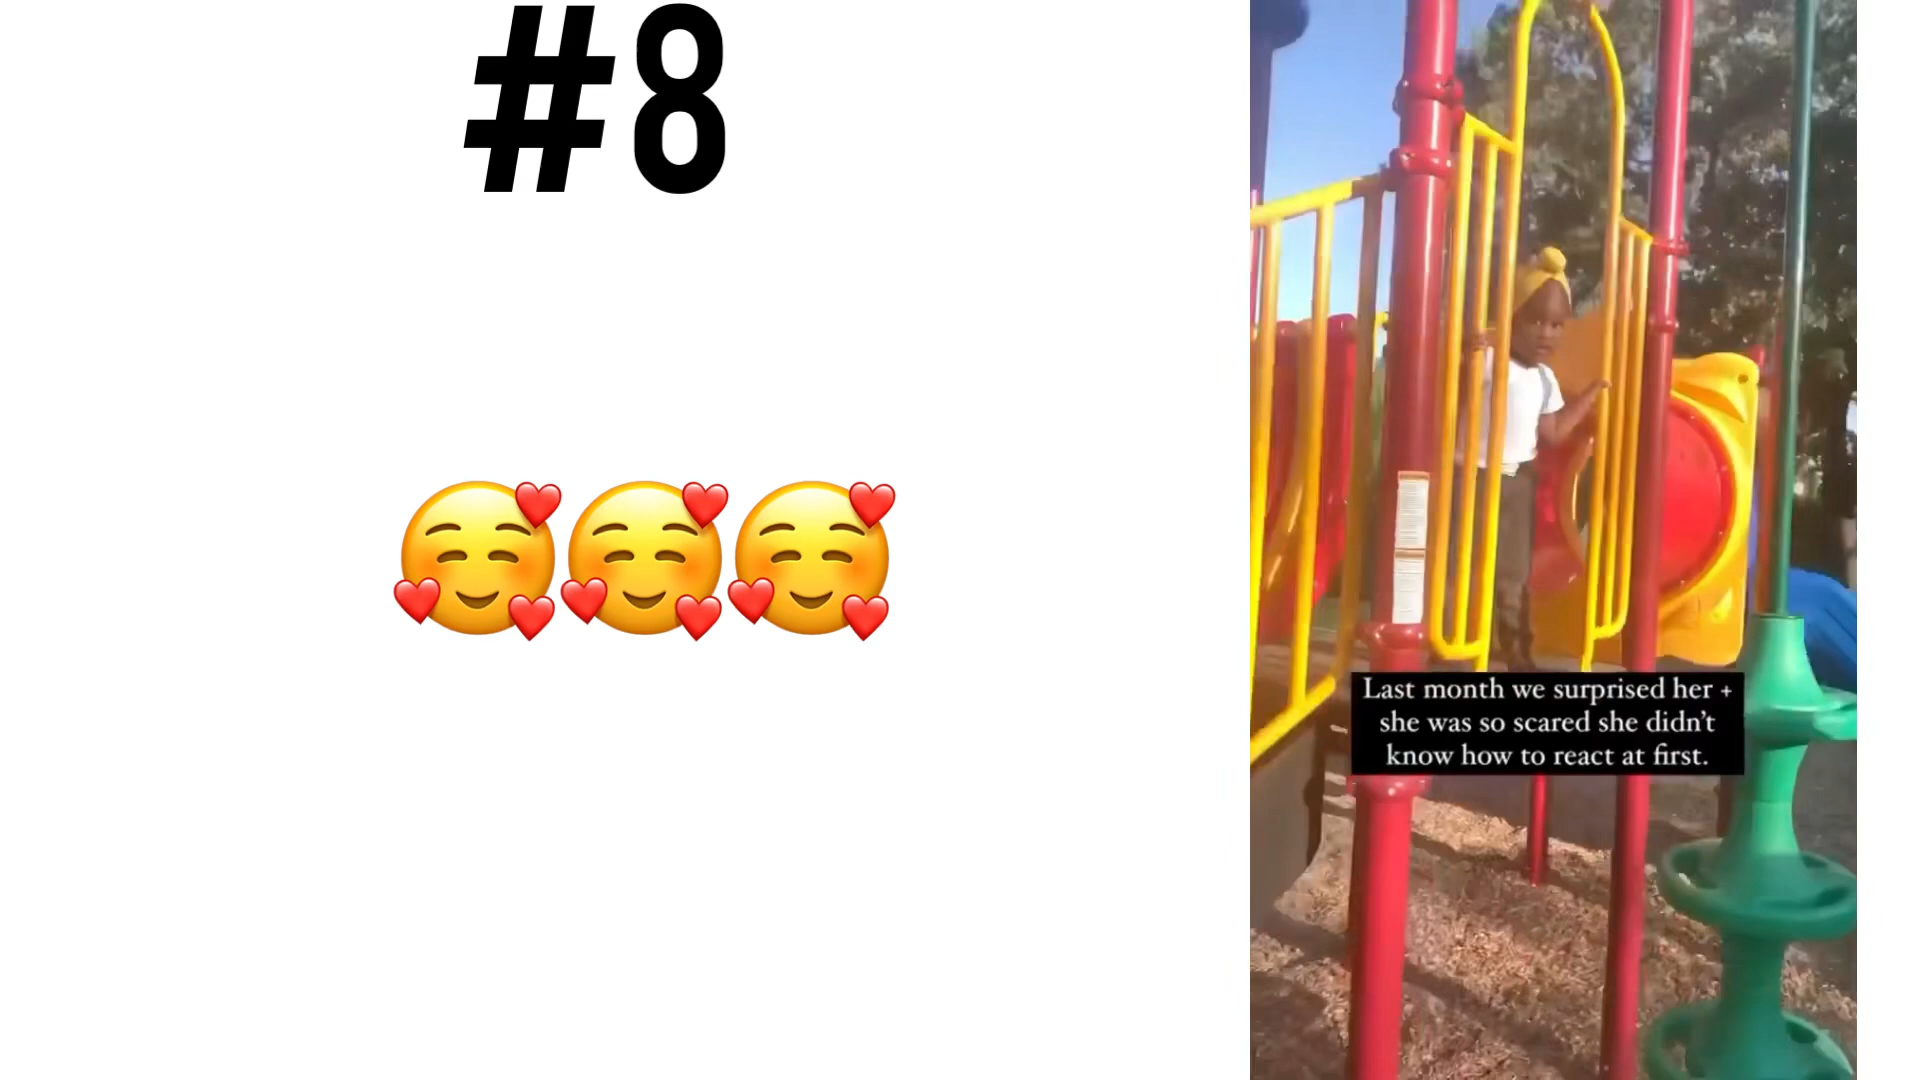 #8
Last month we surprised her +
she was so scared she didn't
know how to react at first.